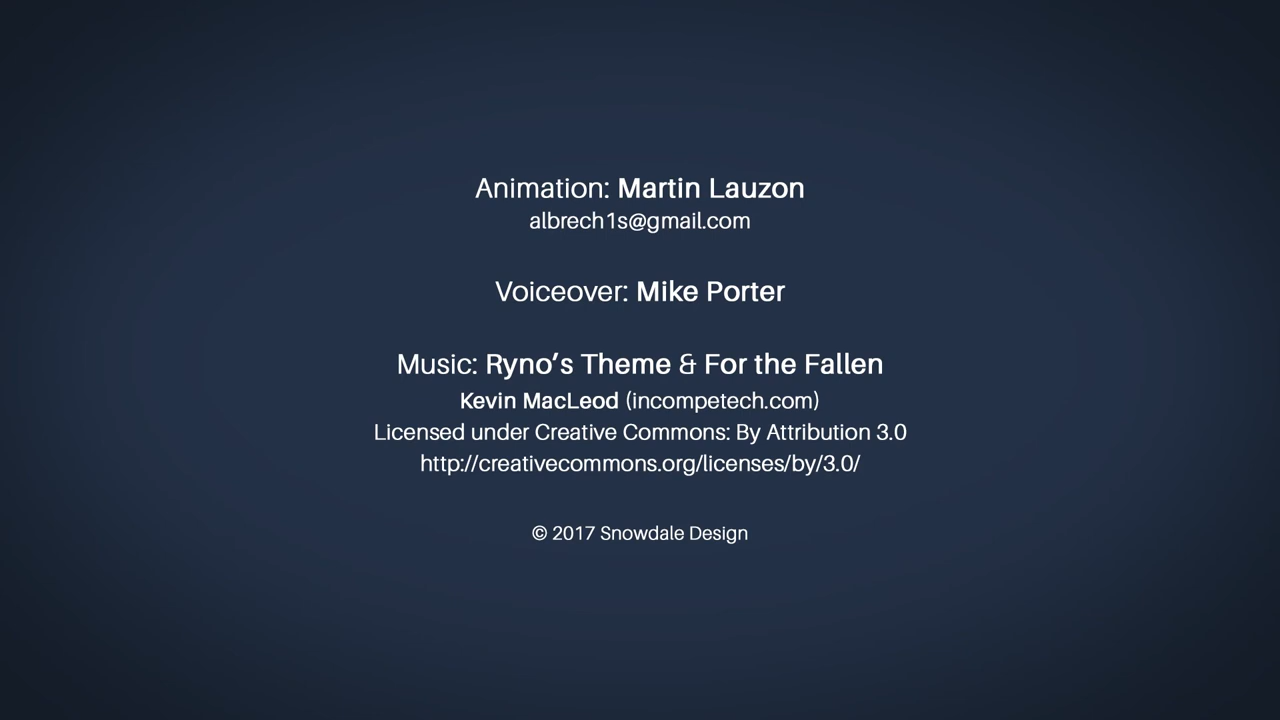 Animation: Martin Lauzon
albrech1s@gmail.com
Voiceover: Mike Porter
Music: Ryno’s Theme & For the Fallen
Kevin MacLeod (incompetech.com)
Licensed under Creative Commons: By Attribution 3.0
http://creativecommons.org/licenses/by/3.0/
© 2017 Snowdale Design